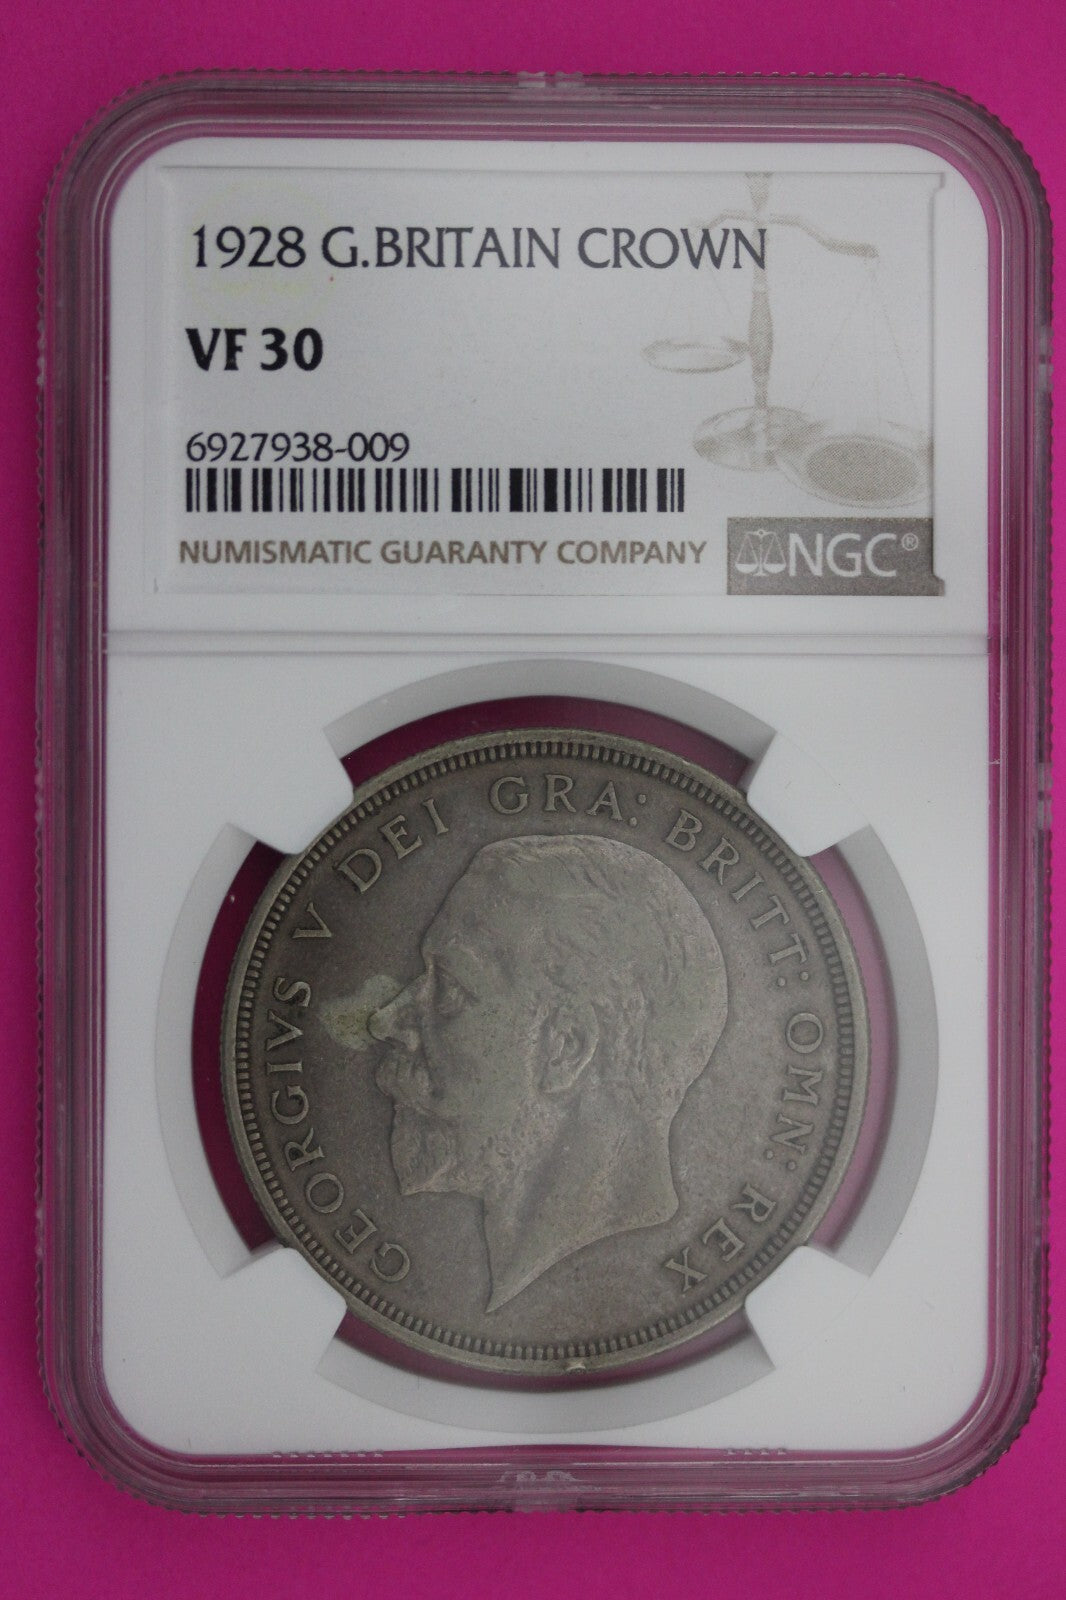 1928 G.BRITAIN CROWN
VF 30
6927938-009
NUMISMATIC GUARANTY COMPANY
NGC®
GEORGIVS V DEI GRA: BRITT: OMN: REX